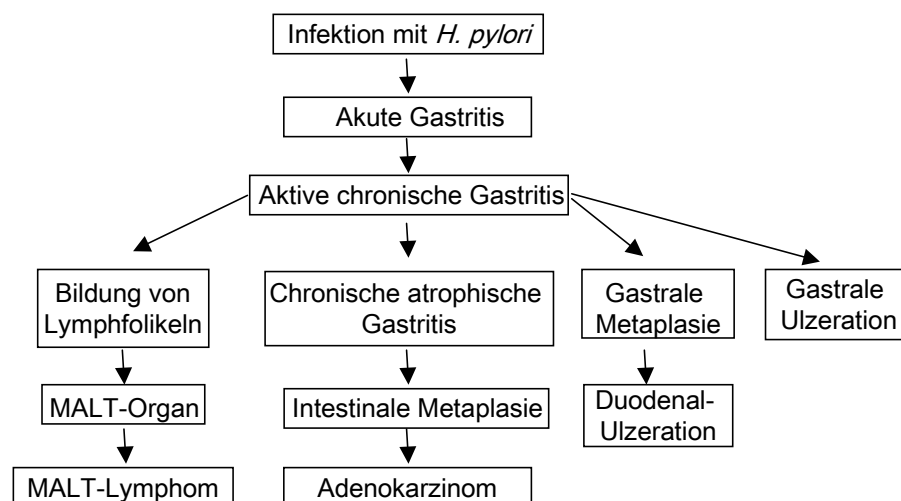 Infektion mit H. pylori
Akute Gastritis
Aktive chronische Gastritis
Bildung von
Lymphfolikeln
Chronische atrophische
Gastritis
Gastrale
Metaplasie
Gastrale
Ulzeration
MALT-Organ
Intestinale Metaplasie
Duodenal-
Ulzeration
MALT-Lymphom
Adenokarzinom